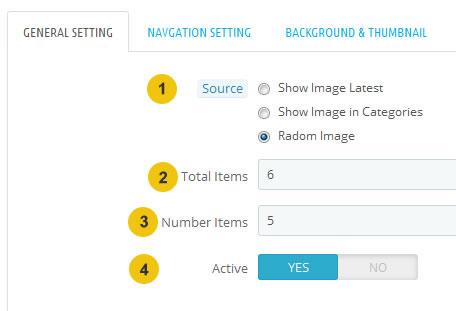 GENERAL SETTING NAVGATION SETTING BACKGROUND & THUMBNAIL
1 Source Show Image Latest
Show Image in Categories
Radom Image
2 Total Items 6
3 Number Items 5
4 Active YES NO